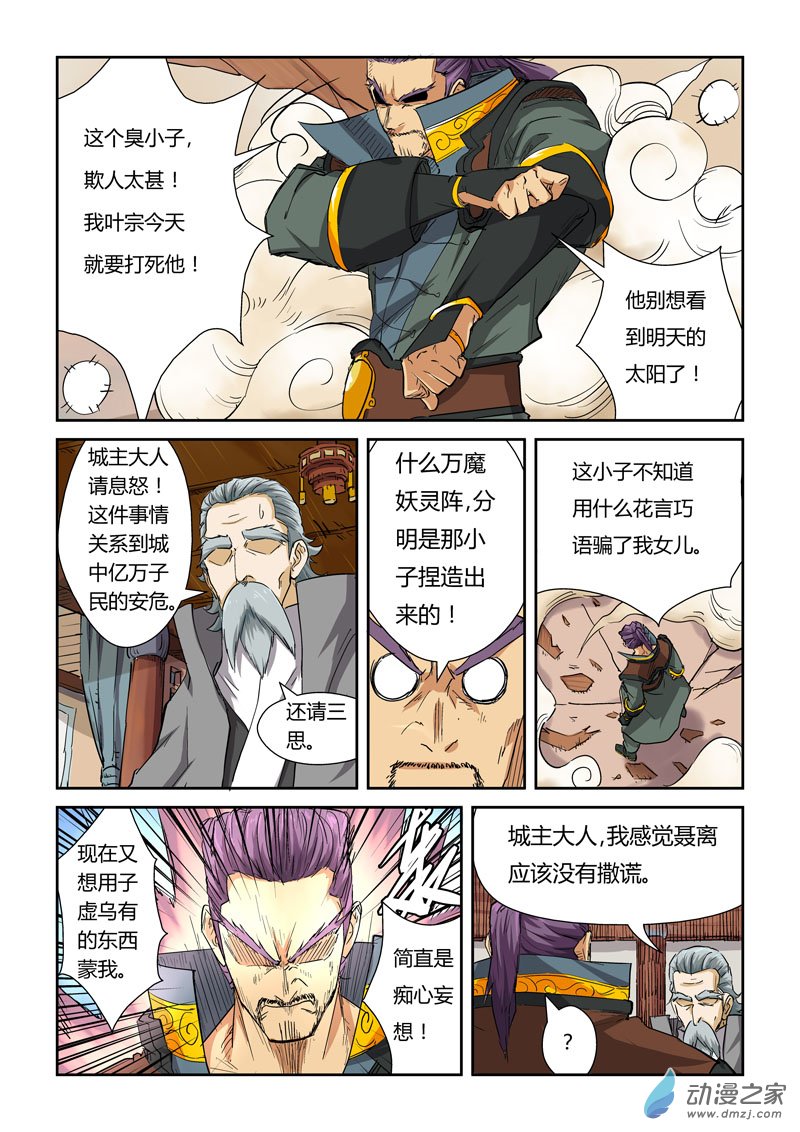 这个臭小子，
欺人太甚！
我叶宗今天
就要打死他！
他别想看
到明天的
太阳了！
城主大人
请息怒！
这件事情
关系到城
中亿万子
民的安危。
还请三
思。
什么万魔
妖灵阵，分
明是那小
子捏造出
来的！
这小子不知道
用什么花言巧
语骗了我女儿。
现在又
想用子
虚乌有
的东西
蒙我。
简直是
痴心妄
想！
城主大人，我感觉聂离
应该没有撒谎。
？
动漫之家
www.dmzj.com